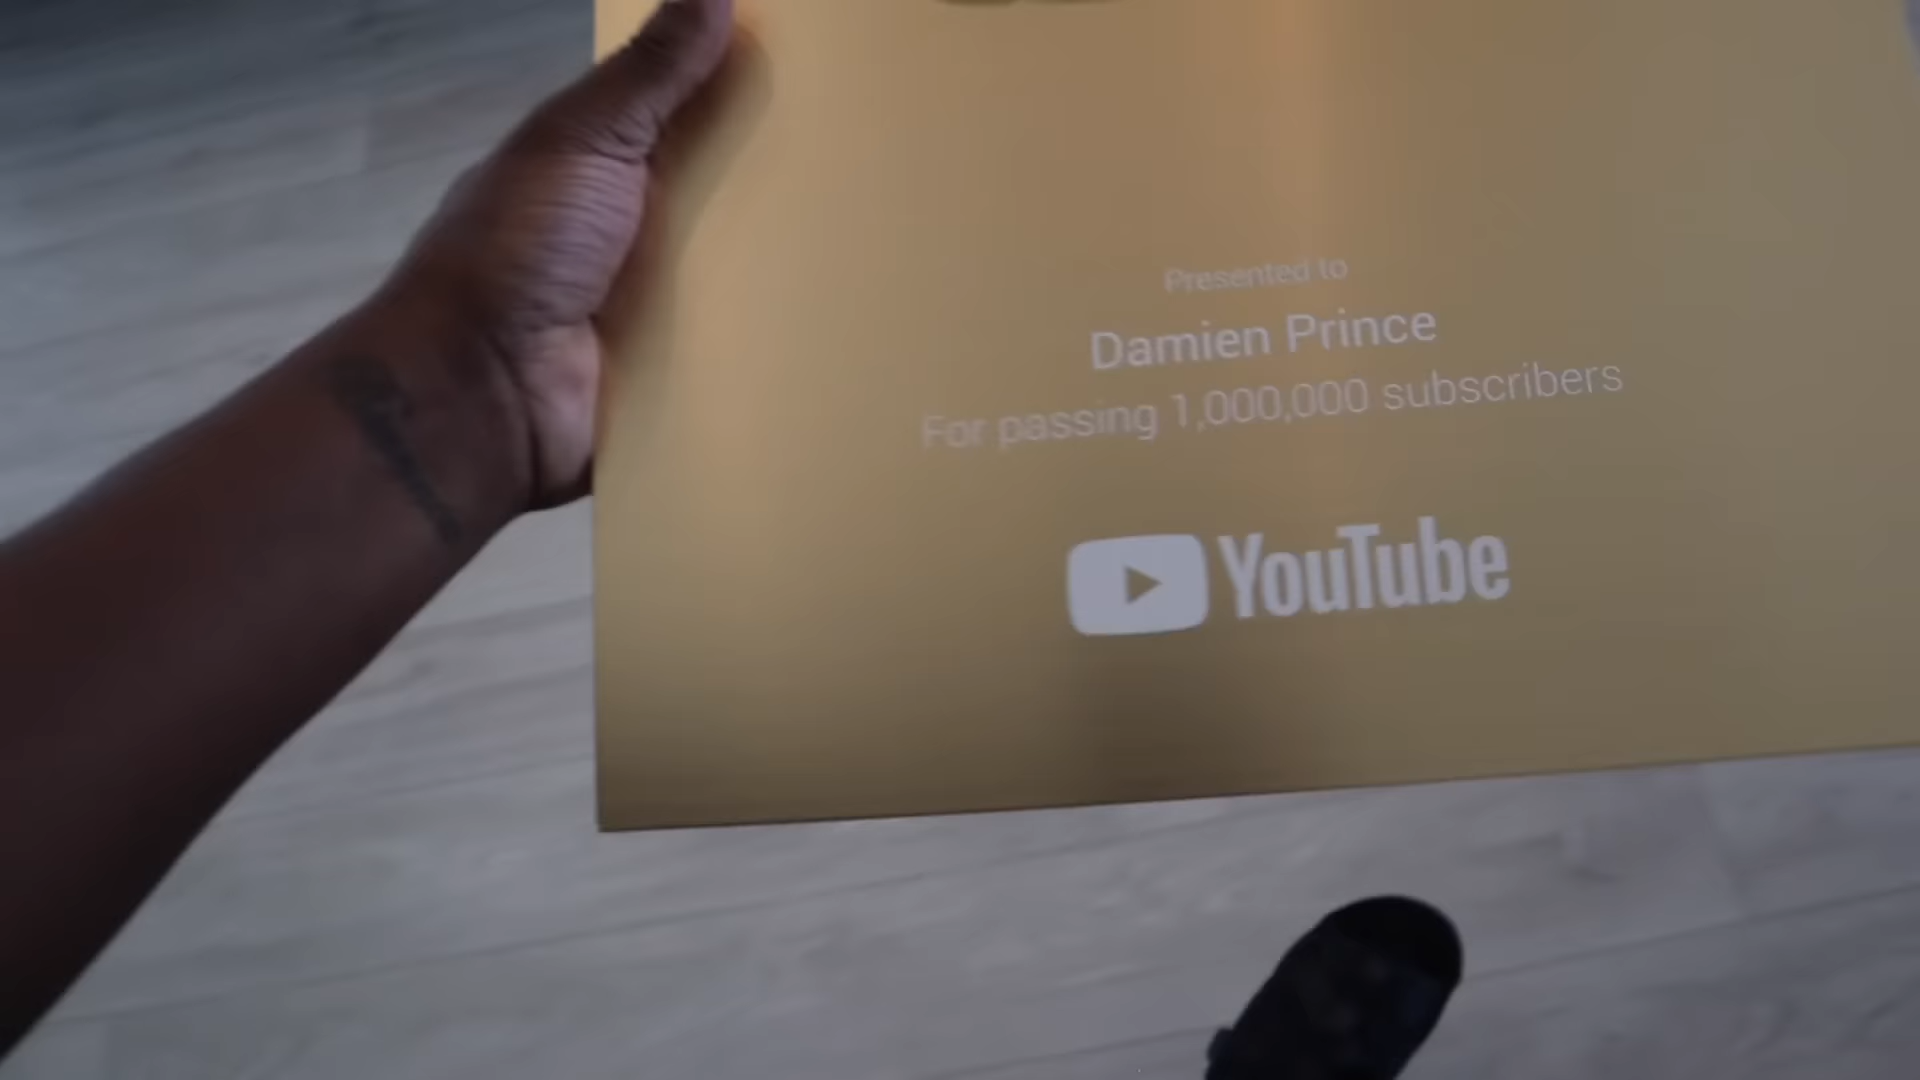 Presented to
Damien Prince
For passing 1,000,000 subscribers
YouTube